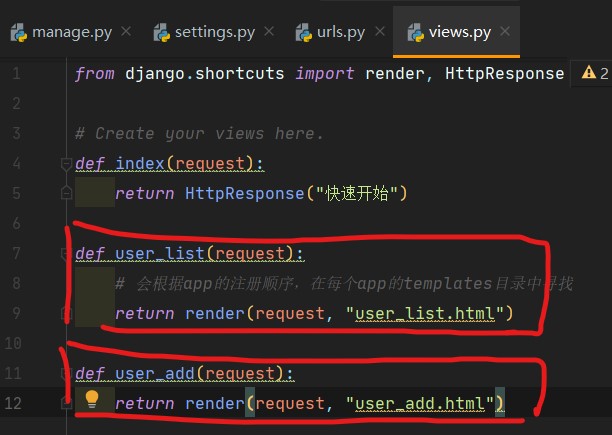 manage.py settings.py urls.py views.py
1 from django.shortcuts import render, HttpResponse 2
2
3 # Create your views here.
4 def index(request):
5 return HttpResponse("快速开始")
6
7 def user_list(request):
8 # 会根据app的注册顺序，在每个app的templates目录中寻找
9 return render(request, "user_list.html")
10
11 def user_add(request):
12 return render(request, "user_add.html")